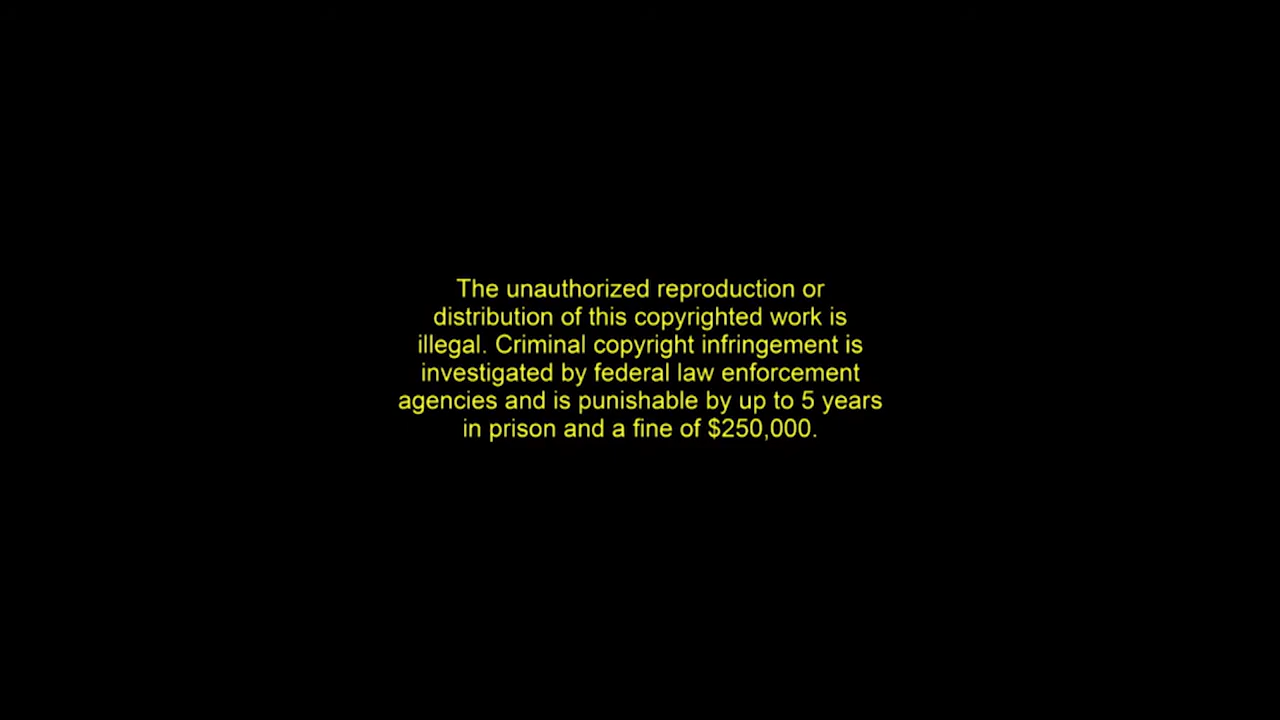 The unauthorized reproduction or
distribution of this copyrighted work is
illegal. Criminal copyright infringement is
investigated by federal law enforcement
agencies and is punishable by up to 5 years
in prison and a fine of $250,000.